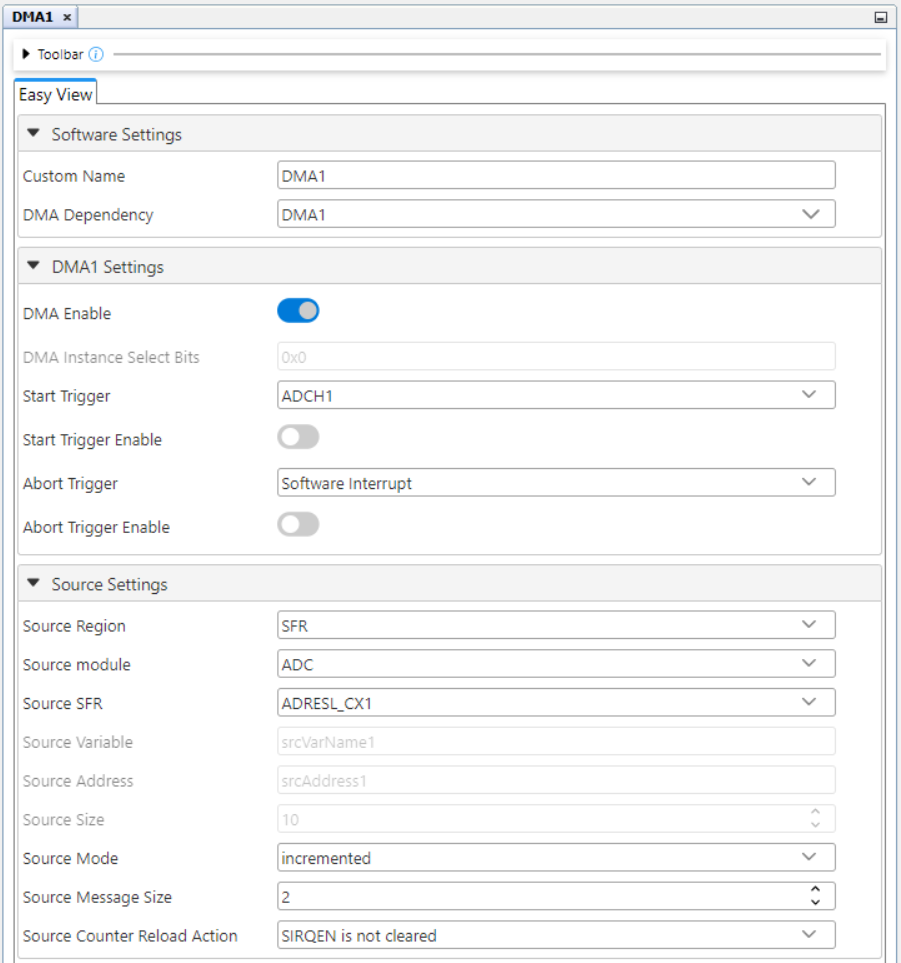 DMA1 ×
Toolbar i
Easy View
Software Settings
Custom Name DMA1
DMA Dependency DMA1
DMA1 Settings
DMA Enable
DMA Instance Select Bits 0x0
Start Trigger ADCH1
Start Trigger Enable
Abort Trigger Software Interrupt
Abort Trigger Enable
Source Settings
Source Region SFR
Source module ADC
Source SFR ADRESL_CX1
Source Variable srcVarName1
Source Address srcAddress1
Source Size 10
Source Mode incremented
Source Message Size 2
Source Counter Reload Action SIRQEN is not cleared